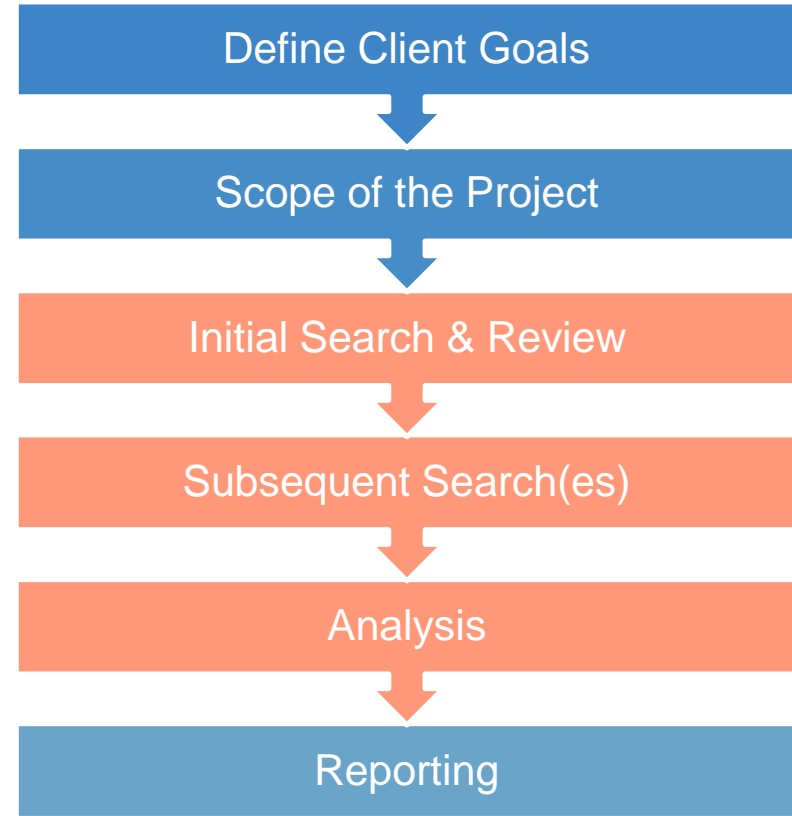 Define Client Goals
Scope of the Project
Initial Search & Review
Subsequent Search(es)
Analysis
Reporting